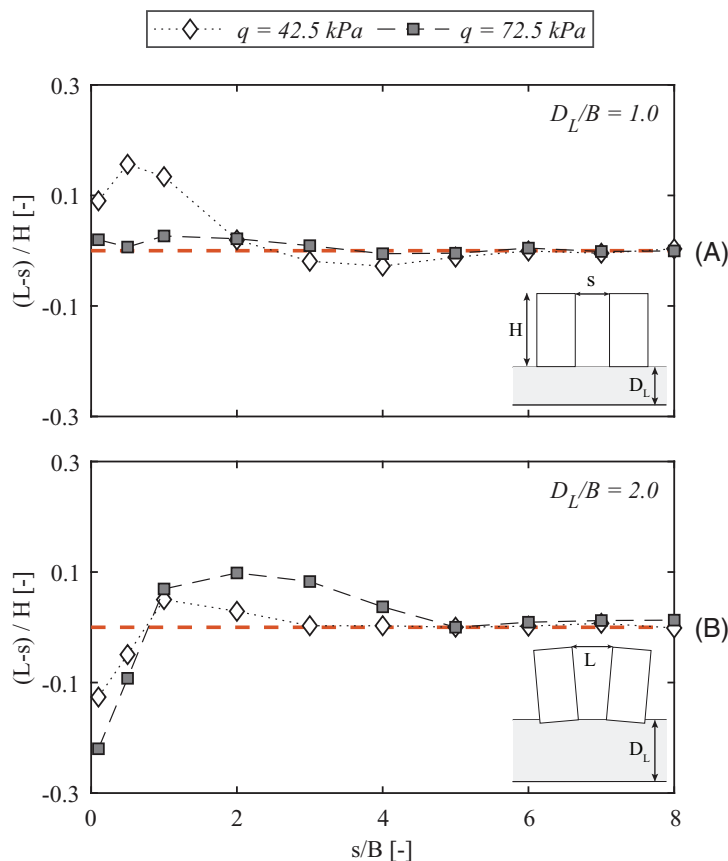 q = 42.5 kPa q = 72.5 kPa
0.3
D_L/B = 1.0
0.1
(L-s) / H [-]
(A)
-0.1
s
H
D_L
-0.3
0.3
D_L/B = 2.0
0.1
(L-s) / H [-]
(B)
-0.1
L
D_L
-0.3
0 2 4 6 8
s/B [-]